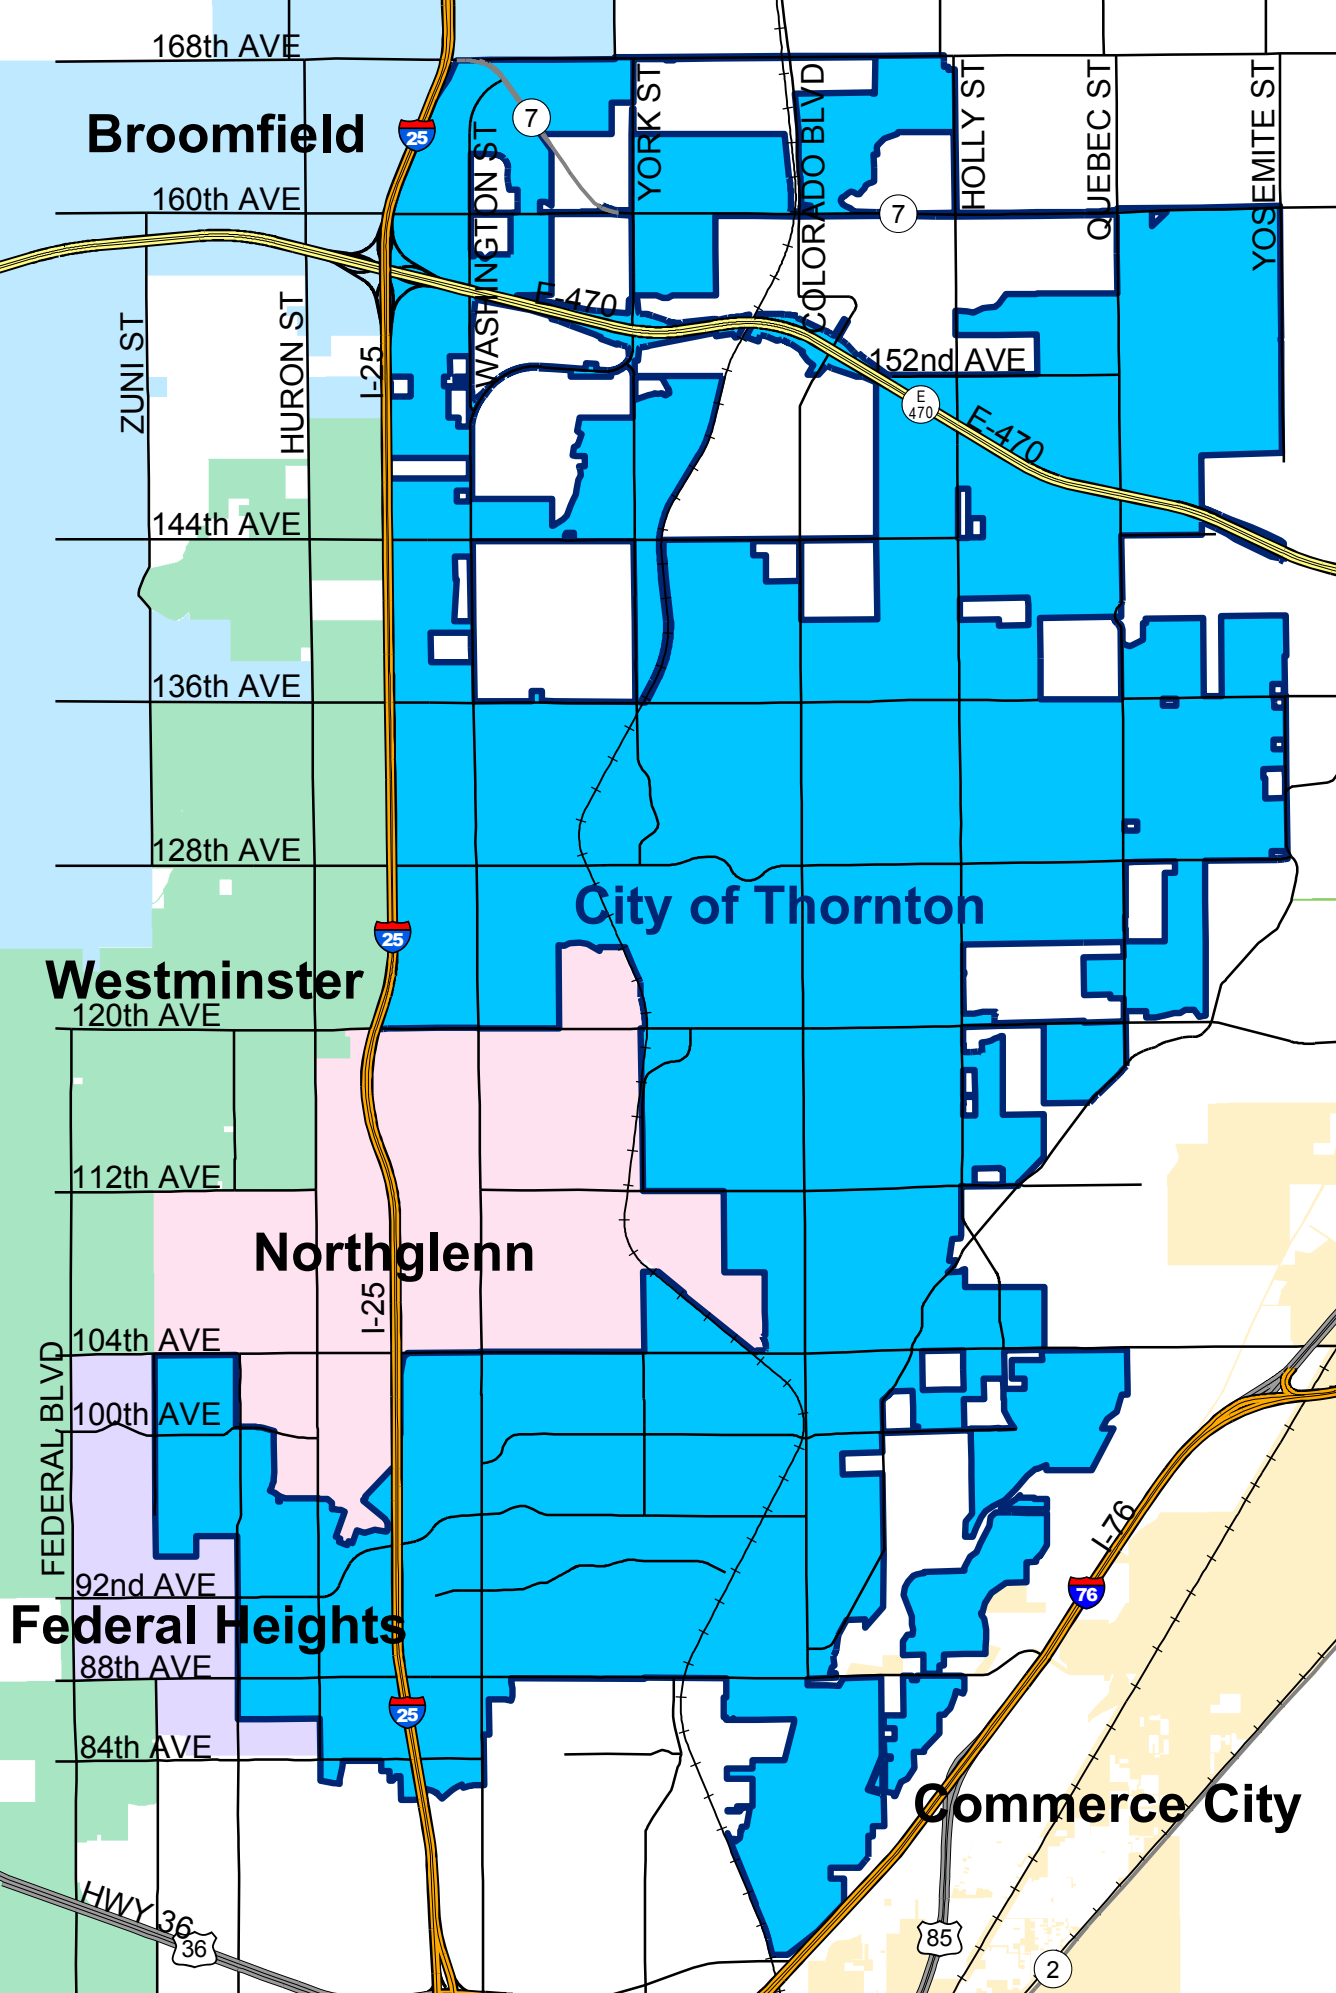 168th AVE
Broomfield
25
7
YORK ST
COLORADO BLVD
HOLLY ST
QUEBEC ST
YOSEMITE ST
WASHINGTON ST
160th AVE
7
E-470
ZUNI ST
HURON ST
I-25
152nd AVE
E
470
E-470
144th AVE
136th AVE
128th AVE
City of Thornton
25
Westminster
120th AVE
112th AVE
Northglenn
I-25
104th AVE
FEDERAL BLVD
100th AVE
I-76
92nd AVE
76
Federal Heights
88th AVE
25
84th AVE
Commerce City
HWY 36
36
85
2